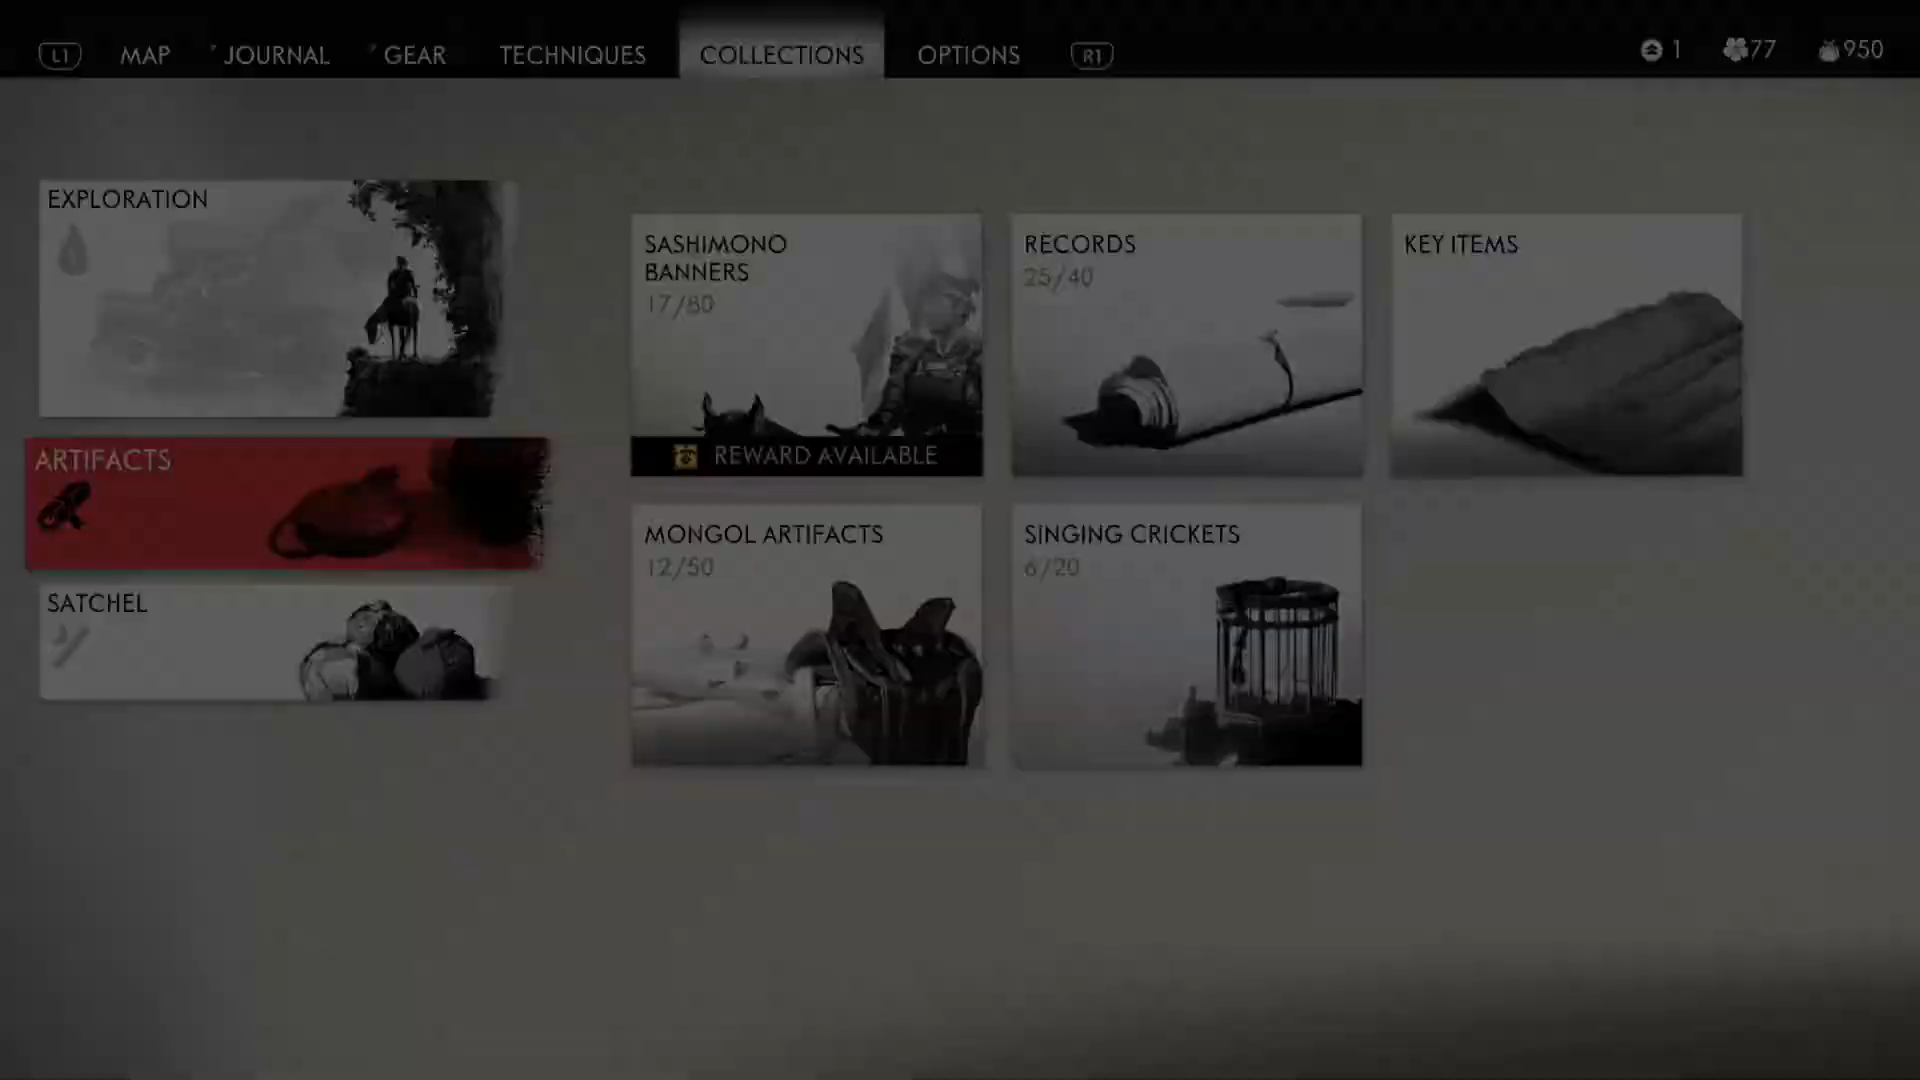 L1 MAP JOURNAL GEAR TECHNIQUES COLLECTIONS OPTIONS R1 1 77 950
EXPLORATION
ARTIFACTS
SATCHEL
SASHIMONO
BANNERS
17/80
REWARD AVAILABLE
RECORDS
25/40
KEY ITEMS
MONGOL ARTIFACTS
12/50
SINGING CRICKETS
6/20